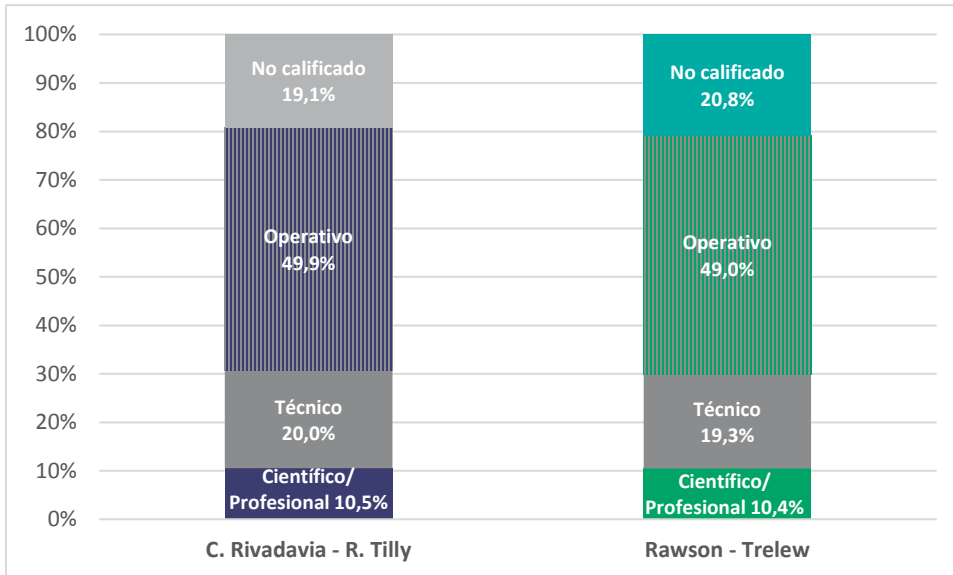 100%
90%
80%
70%
60%
50%
40%
30%
20%
10%
0%
No calificado
19,1%
Operativo
49,9%
Técnico
20,0%
Científico/
Profesional 10,5%
No calificado
20,8%
Operativo
49,0%
Técnico
19,3%
Científico/
Profesional 10,4%
C. Rivadavia - R. Tilly
Rawson - Trelew